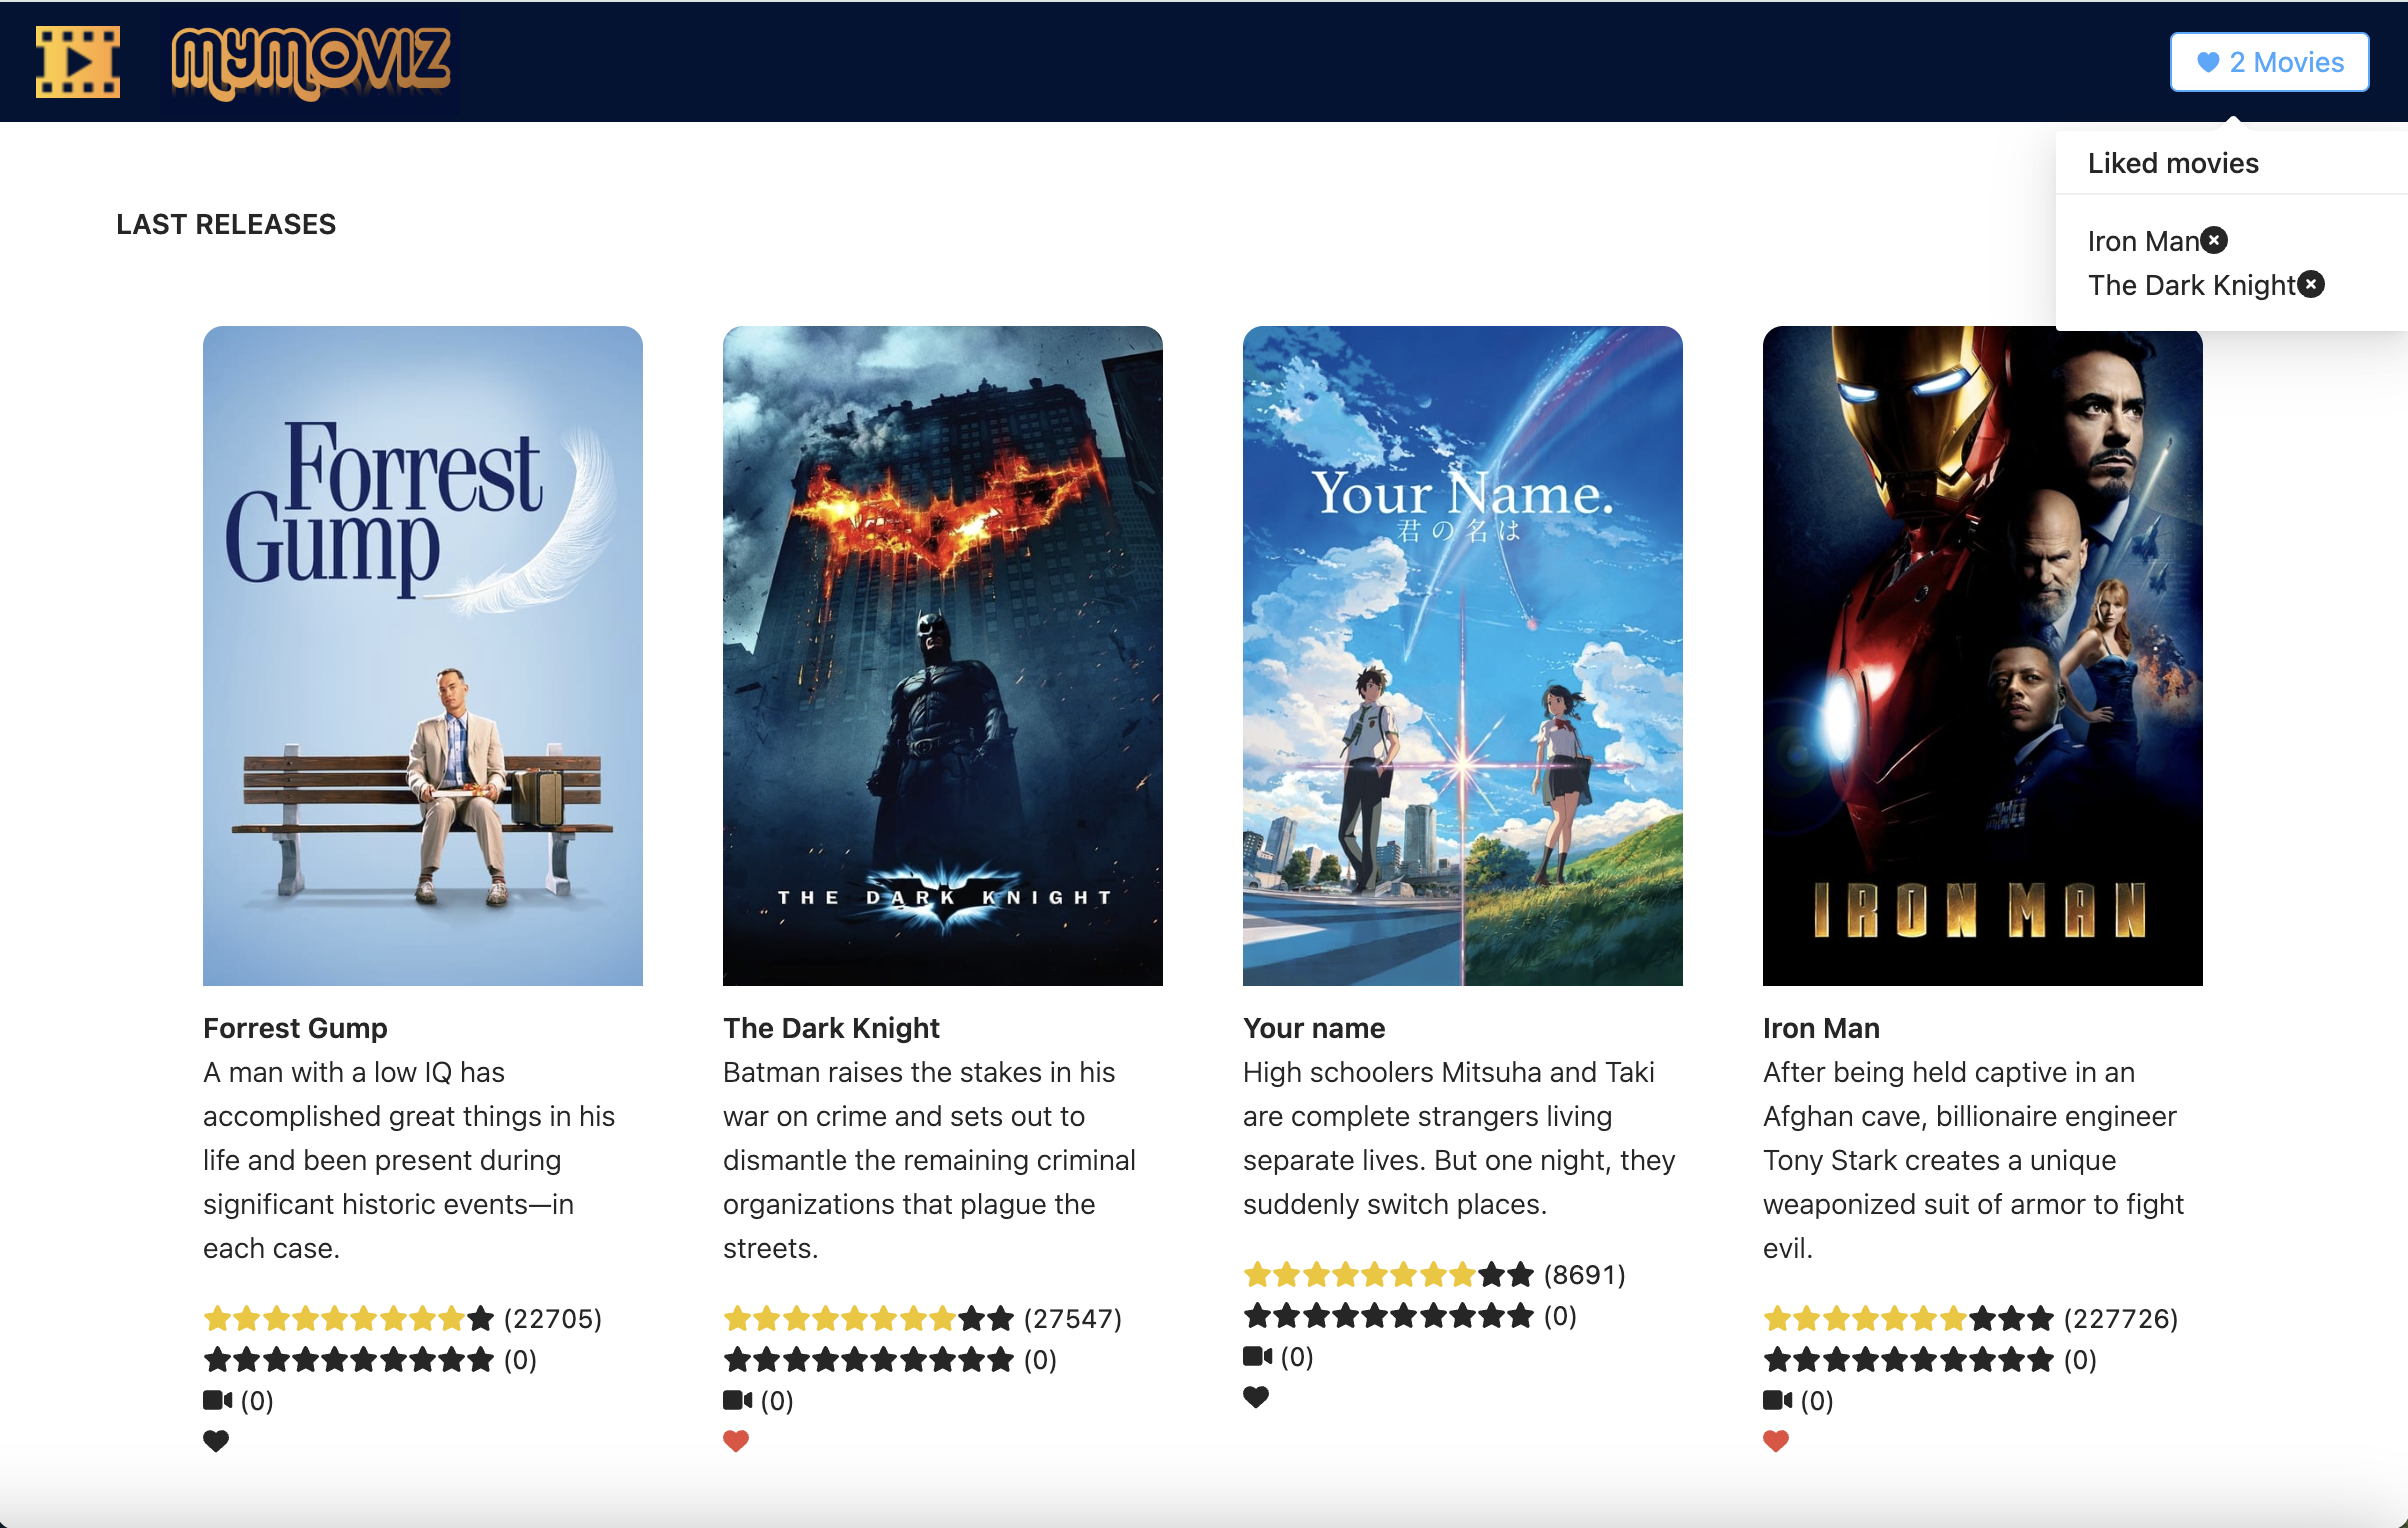 mymoviz
2 Movies
Liked movies
Iron Man
The Dark Knight
LAST RELEASES
Forrest
Gump
THE DARK KNIGHT
Your Name.
君の名は
IRON MAN
Forrest Gump
A man with a low IQ has
accomplished great things in his
life and been present during
significant historic events—in
each case.
(22705)
(0)
(0)
The Dark Knight
Batman raises the stakes in his
war on crime and sets out to
dismantle the remaining criminal
organizations that plague the
streets.
(27547)
(0)
(0)
Your name
High schoolers Mitsuha and Taki
are complete strangers living
separate lives. But one night, they
suddenly switch places.
(8691)
(0)
(0)
Iron Man
After being held captive in an
Afghan cave, billionaire engineer
Tony Stark creates a unique
weaponized suit of armor to fight
evil.
(227726)
(0)
(0)